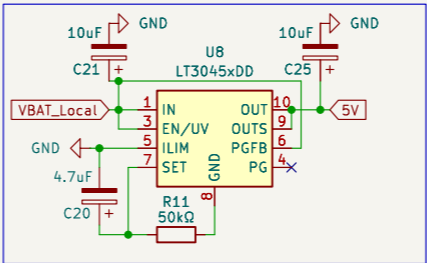 10uF
GND
C21
U8
LT3045xDD
10uF
GND
C25
VBAT_Local
1 IN OUT 10
5V
3 EN/UV OUTS 9
GND
5 ILIM PGFB 6
7 SET PG 4
GND
8
4.7uF
C20
R11
50kΩ